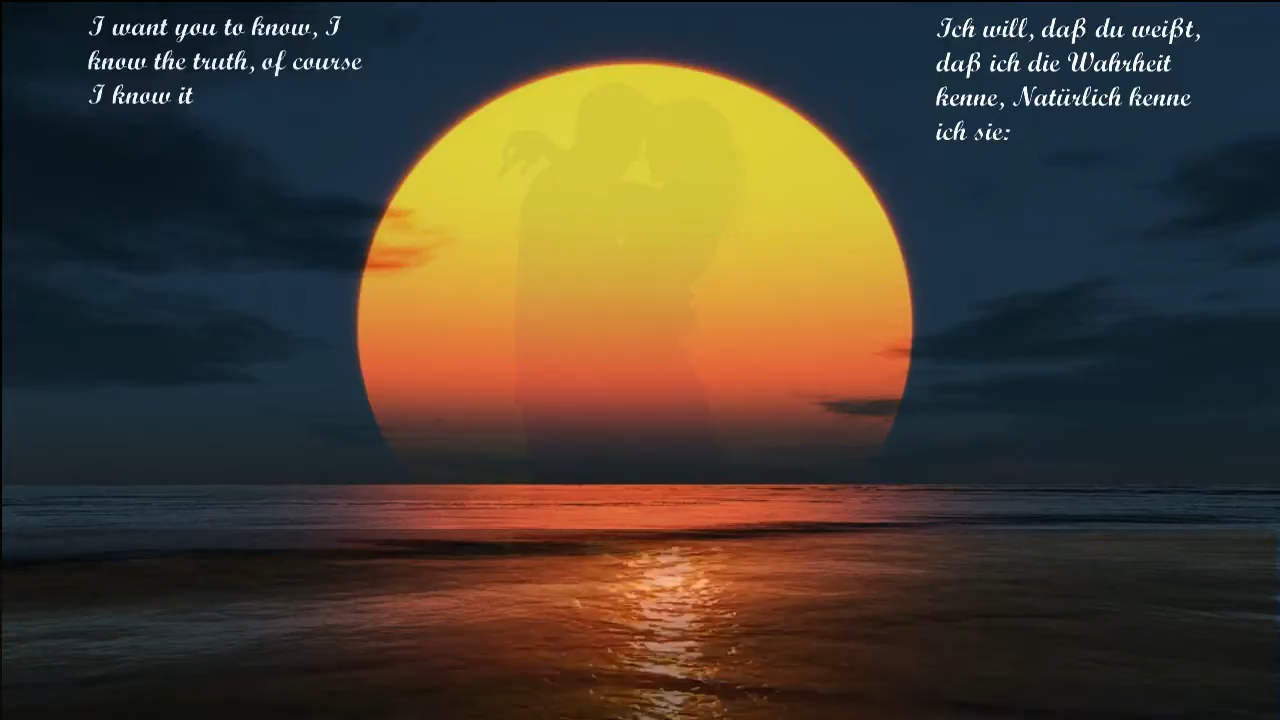 I want you to know, I
know the truth, of course
I know it
Ich will, daß du weißt,
daß ich die Wahrheit
kenne, Natürlich kenne
ich sie: